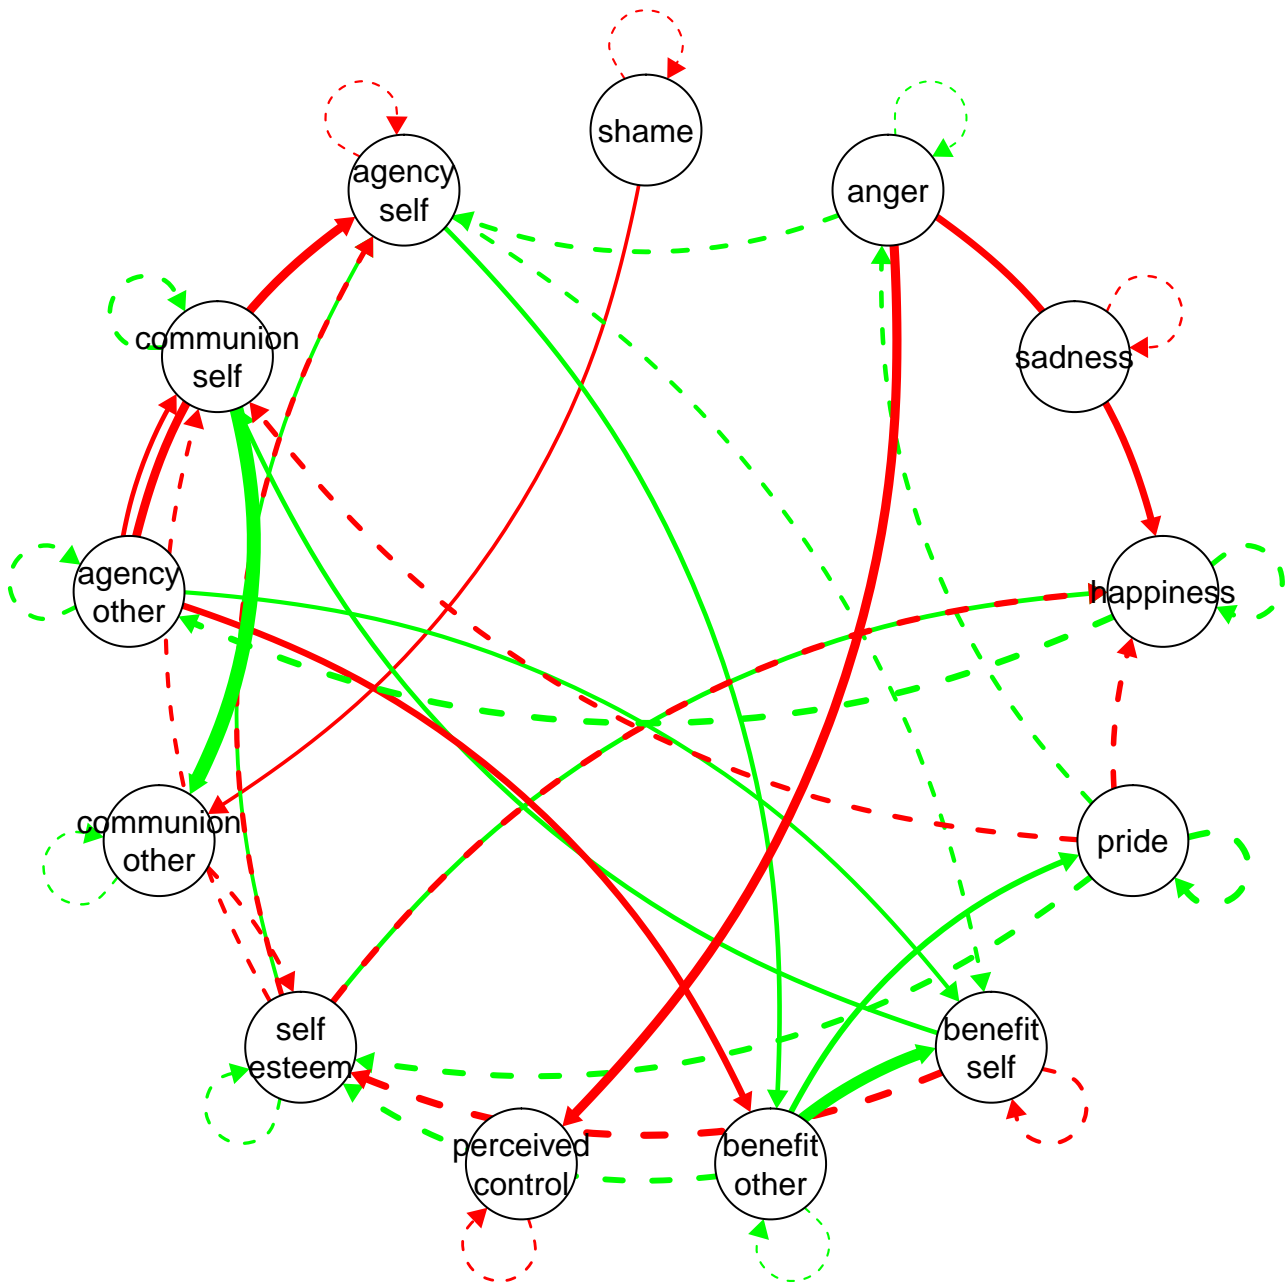 shame
agency
self
anger
communion
self
sadness
agency
other
happiness
communion
other
pride
self
esteem
benefit
self
perceived
control
benefit
other